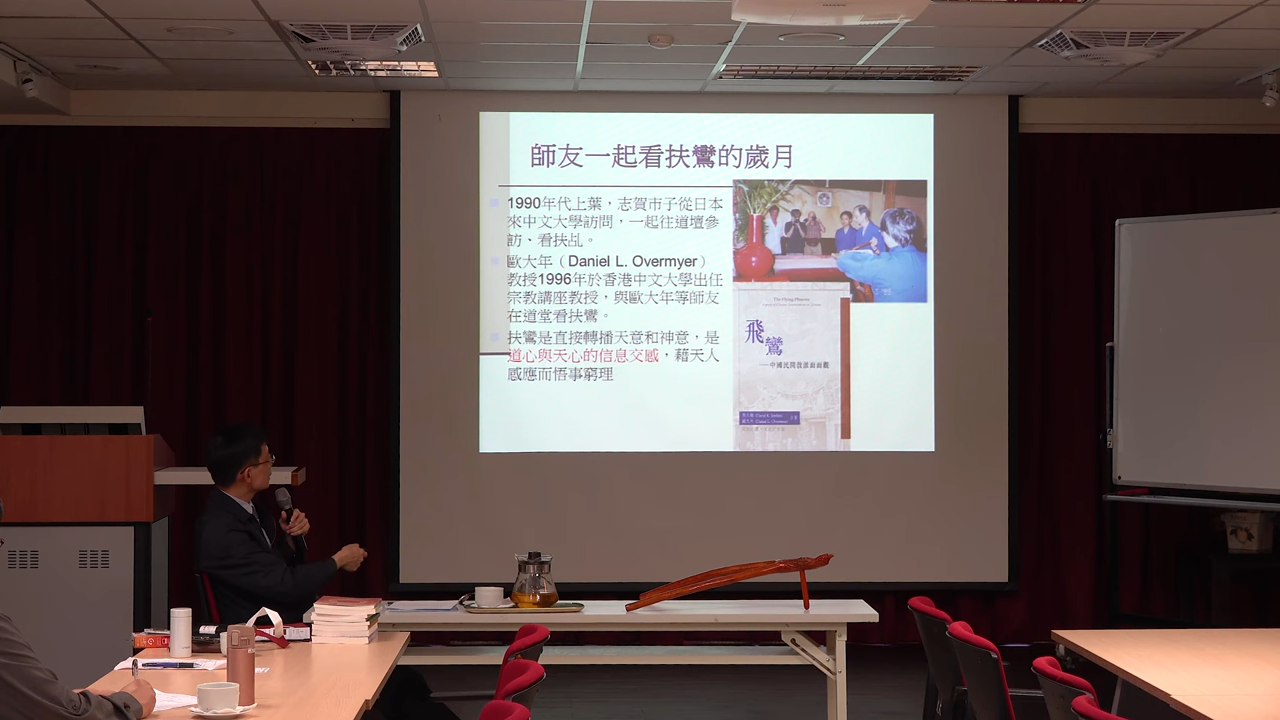 師友一起看扶鸞的歲月
1990年代上葉，志賀市子從日本
來中文大學訪問，一起往道壇參
訪、看扶乩。
歐大年（Daniel L. Overmyer）
教授1996年於香港中文大學出任
宗教講座教授，與歐大年等師友
在道堂看扶鸞。
扶鸞是直接轉播天意和神意，是
道心與天心的信息交感，藉天人
感應而悟事窮理
The Flying Phoenix
飛鸞
——中國民間教派面面觀